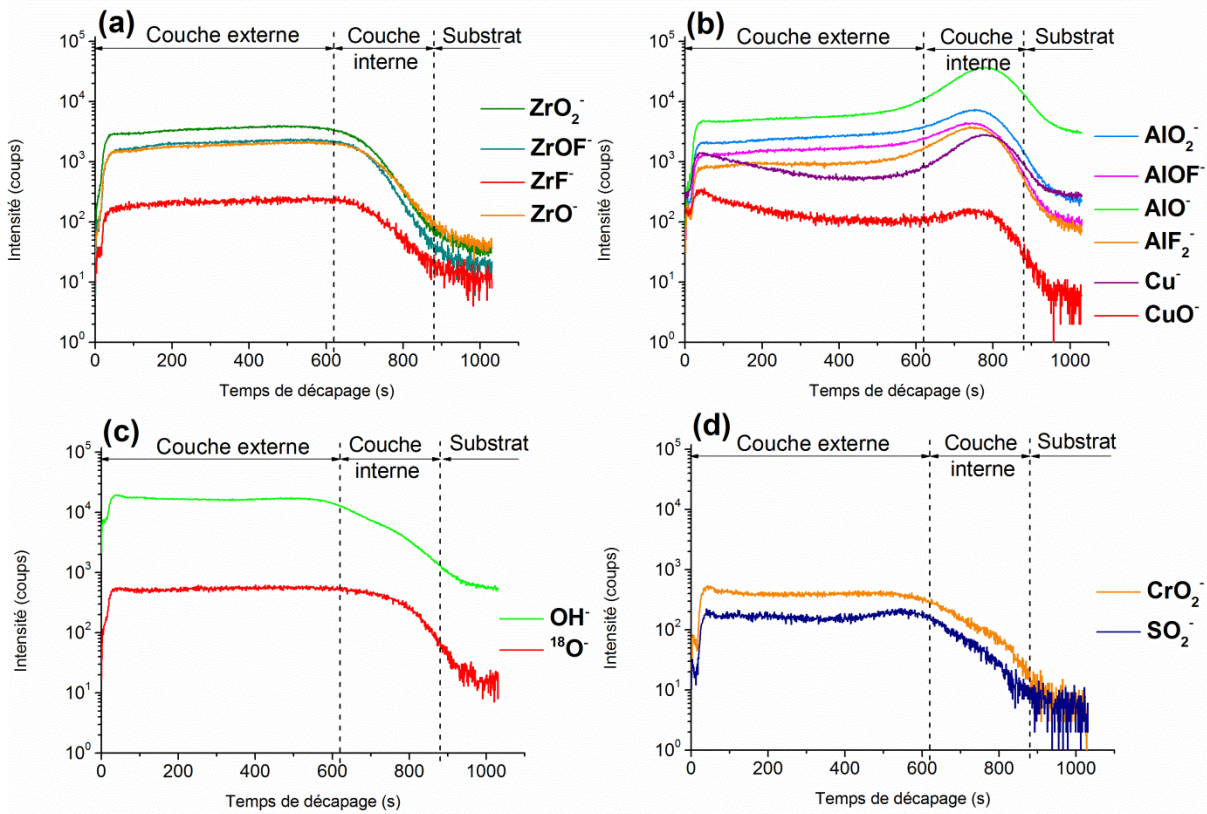 (a)
Couche externe
Couche
interne
Substrat
10⁵
10⁴
10³
10²
10¹
10⁰
Intensité (coups)
0
200
400
600
800
1000
Temps de décapage (s)
ZrO₂⁻
ZrOF⁻
ZrF⁻
ZrO⁻
(b)
Couche externe
Couche
interne
Substrat
10⁵
10⁴
10³
10²
10¹
10⁰
Intensité (coups)
0
200
400
600
800
1000
Temps de décapage (s)
AlO₂⁻
AlOF⁻
AlO⁻
AlF₂⁻
Cu⁻
CuO⁻
(c)
Couche externe
Couche
interne
Substrat
10⁵
10⁴
10³
10²
10¹
10⁰
Intensité (coups)
0
200
400
600
800
1000
Temps de décapage (s)
OH⁻
¹⁸O⁻
(d)
Couche externe
Couche
interne
Substrat
10⁵
10⁴
10³
10²
10¹
10⁰
Intensité (coups)
0
200
400
600
800
1000
Temps de décapage (s)
CrO₂⁻
SO₂⁻